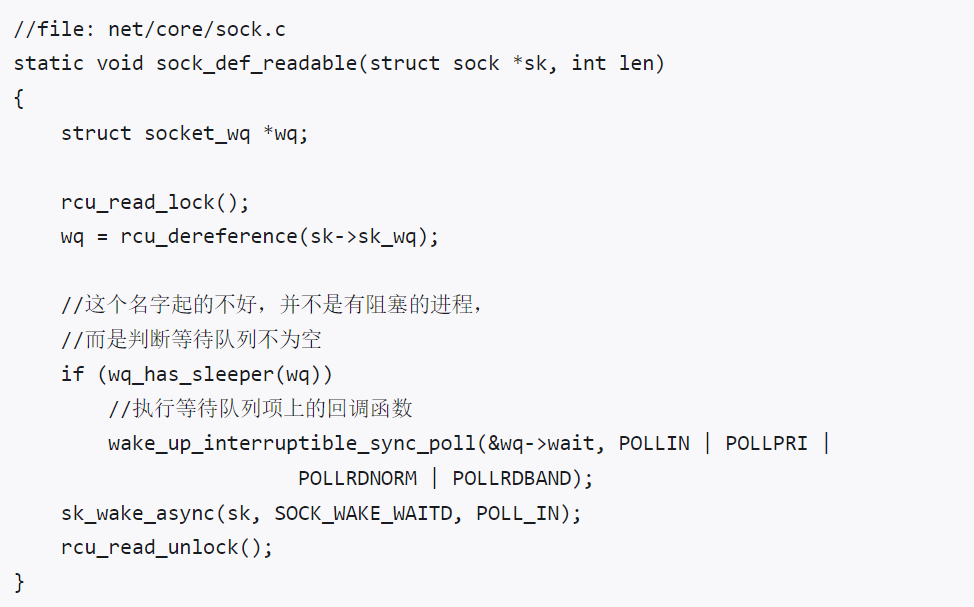 //file: net/core/sock.c
static void sock_def_readable(struct sock *sk, int len)
{
    struct socket_wq *wq;

    rcu_read_lock();
    wq = rcu_dereference(sk->sk_wq);

    //这个名字起的不好，并不是有阻塞的进程，
    //而是判断等待队列不为空
    if (wq_has_sleeper(wq))
        //执行等待队列项上的回调函数
        wake_up_interruptible_sync_poll(&wq->wait, POLLIN | POLLPRI |
                        POLLRDNORM | POLLRDBAND);
    sk_wake_async(sk, SOCK_WAKE_WAITD, POLL_IN);
    rcu_read_unlock();
}